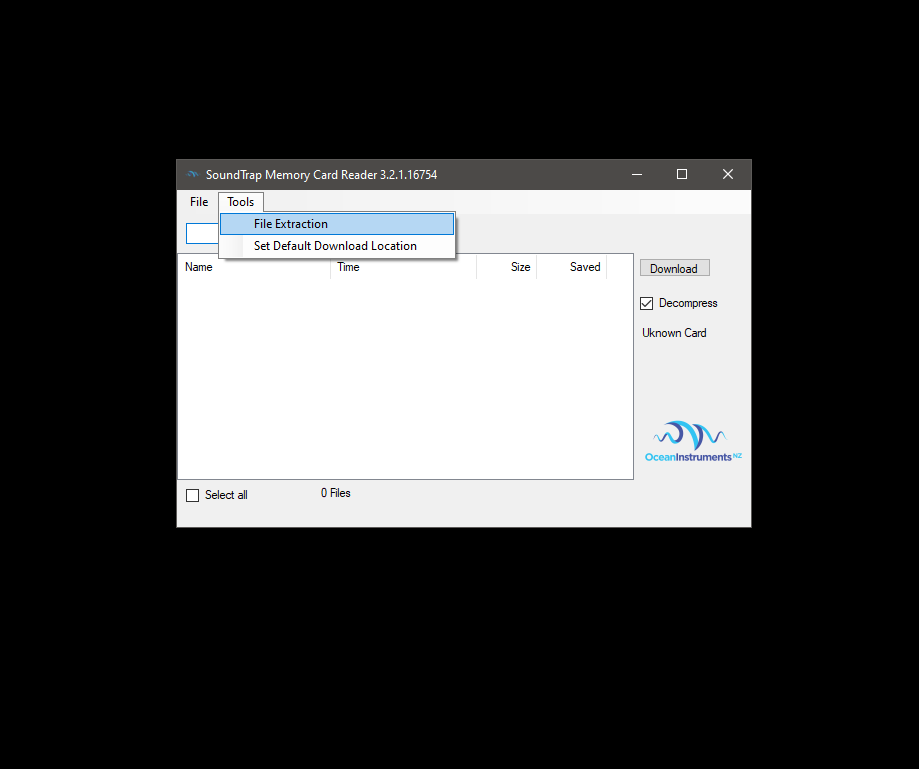 SoundTrap Memory Card Reader 3.2.1.16754
File Tools
File Extraction
Set Default Download Location
Name Time Size Saved
Download
Decompress
Uknown Card
OceanInstruments NZ
Select all 0 Files